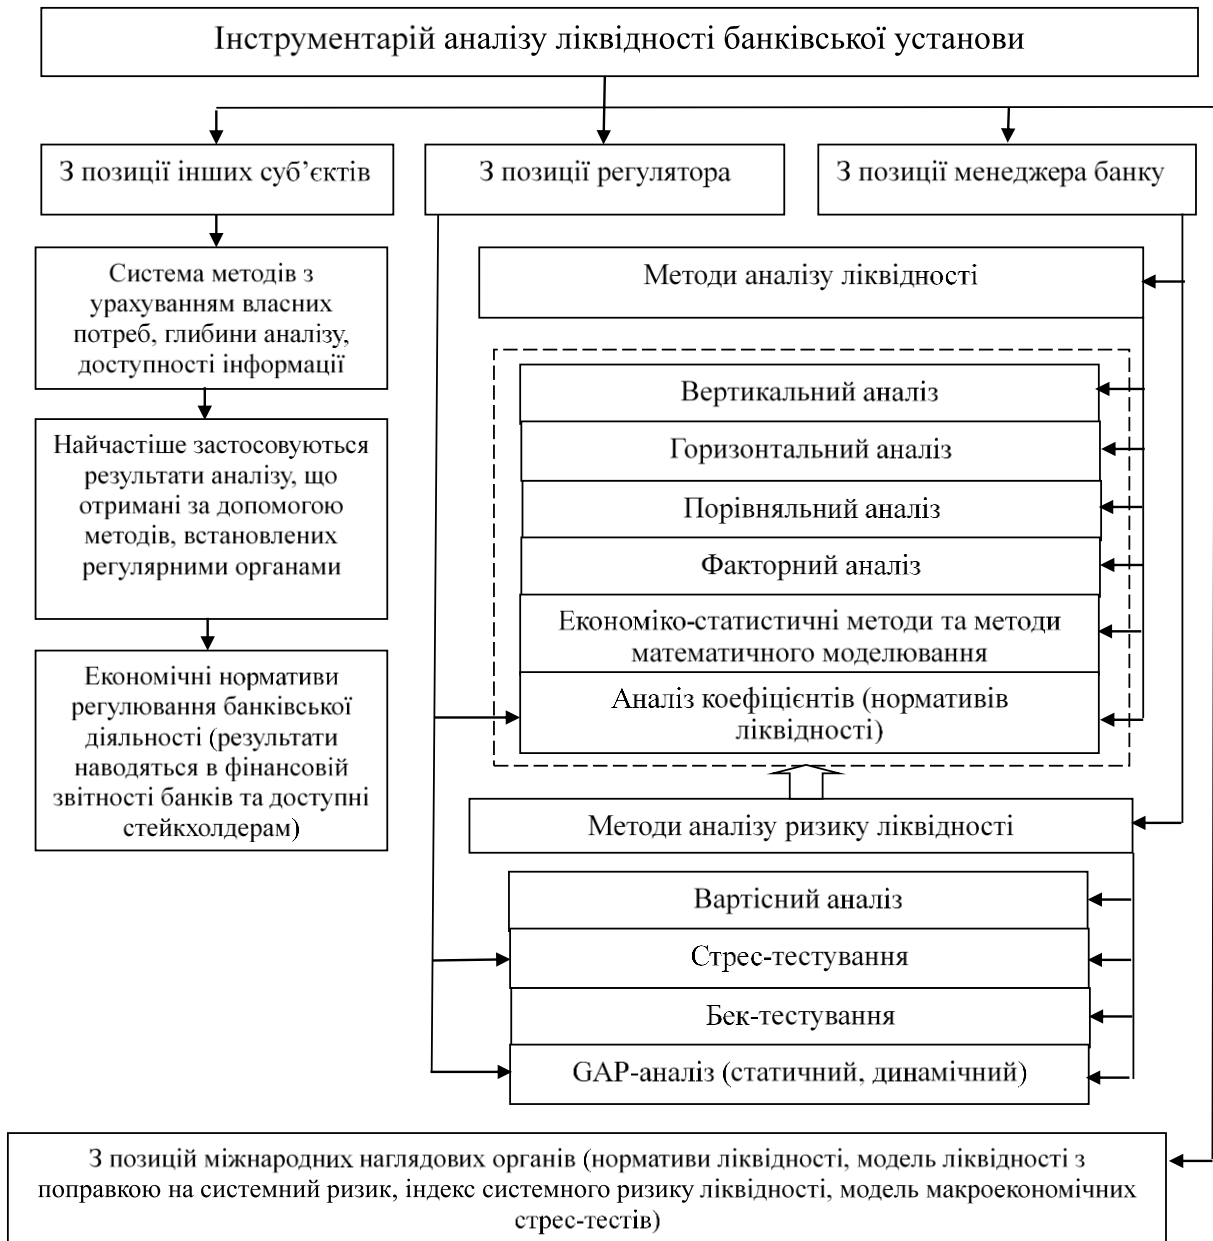 Інструментарій аналізу ліквідності банківської установи
З позиції інших суб’єктів
З позиції регулятора
З позиції менеджера банку
Система методів з
урахуванням власних
потреб, глибини аналізу,
доступності інформації
Найчастіше застосовуються
результати аналізу, що
отримані за допомогою
методів, встановлених
регулярними органами
Економічні нормативи
регулювання банківської
діяльності (результати
наводяться в фінансовій
звітності банків та доступні
стейкхолдерам)
Методи аналізу ліквідності
Вертикальний аналіз
Горизонтальний аналіз
Порівняльний аналіз
Факторний аналіз
Економіко-статистичні методи та методи
математичного моделювання
Аналіз коефіцієнтів (нормативів
ліквідності)
Методи аналізу ризику ліквідності
Вартісний аналіз
Стрес-тестування
Бек-тестування
GAP-аналіз (статичний, динамічний)
З позицій міжнародних наглядових органів (нормативи ліквідності, модель ліквідності з
поправкою на системний ризик, індекс системного ризику ліквідності, модель макроекономічних
стрес-тестів)